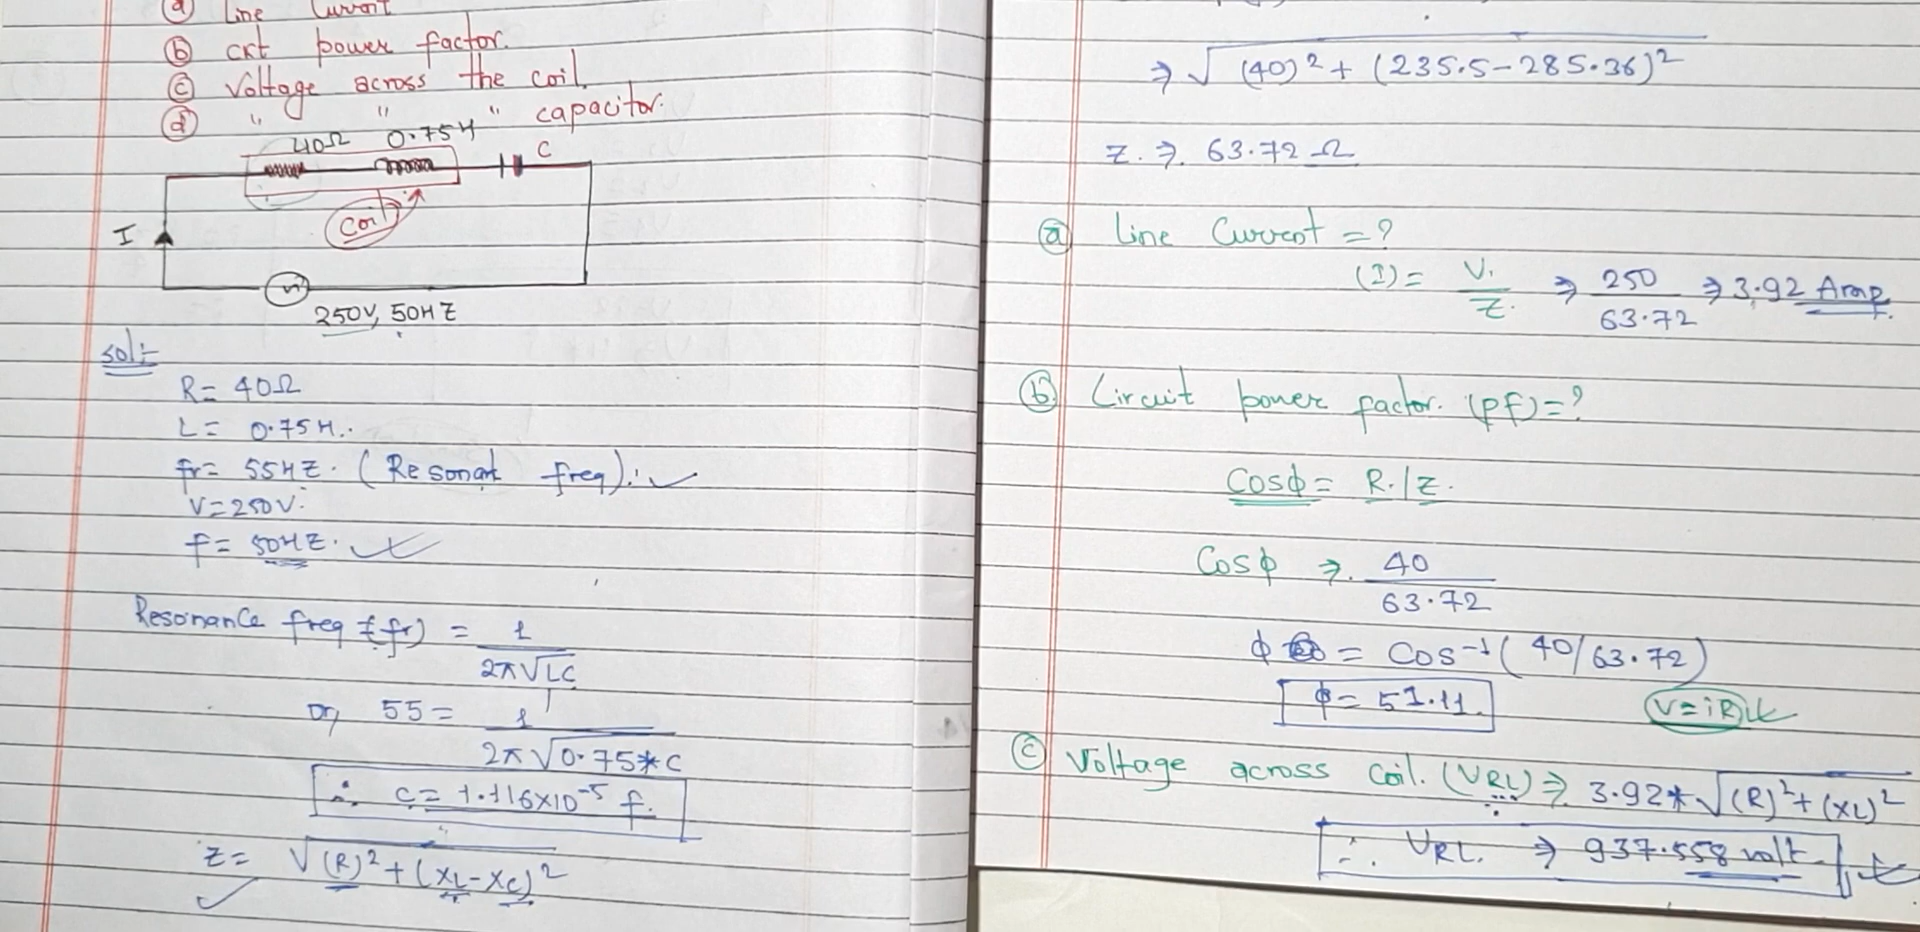 (a) Line Current
(b) ckt power factor.
(c) Voltage across the coil.
(d) " " " capacitor.
40Ω 0.75H
C
coil
I
250V, 50HZ
Sol:-
R= 40Ω
L= 0.75H.
fr= 55HZ. (Resonant freq).
V=250V.
f= 50HZ.
Resonance freq (fr) = 1
2π√LC
or, 55= 1
2π√0.75*C
∴ C= 1.116×10⁻⁵ f.
Z= √(R)²+(XL-XC)²
⇒ √(40)²+(235.5-285.36)²
Z. ⇒. 63.72Ω
(a) Line Current =?
(I)= V. ⇒ 250 ⇒ 3.92 Amp.
Z. 63.72
(b) Circuit power factor. (pf)=?
Cosφ= R./Z.
Cosφ ⇒. 40
63.72
φ = Cos⁻¹(40/63.72)
φ= 51.11.
V=iR
(c) Voltage across coil. (VRL) ⇒ 3.92*√(R)²+(XL)²
∴. VRL. ⇒ 937.558 volt.